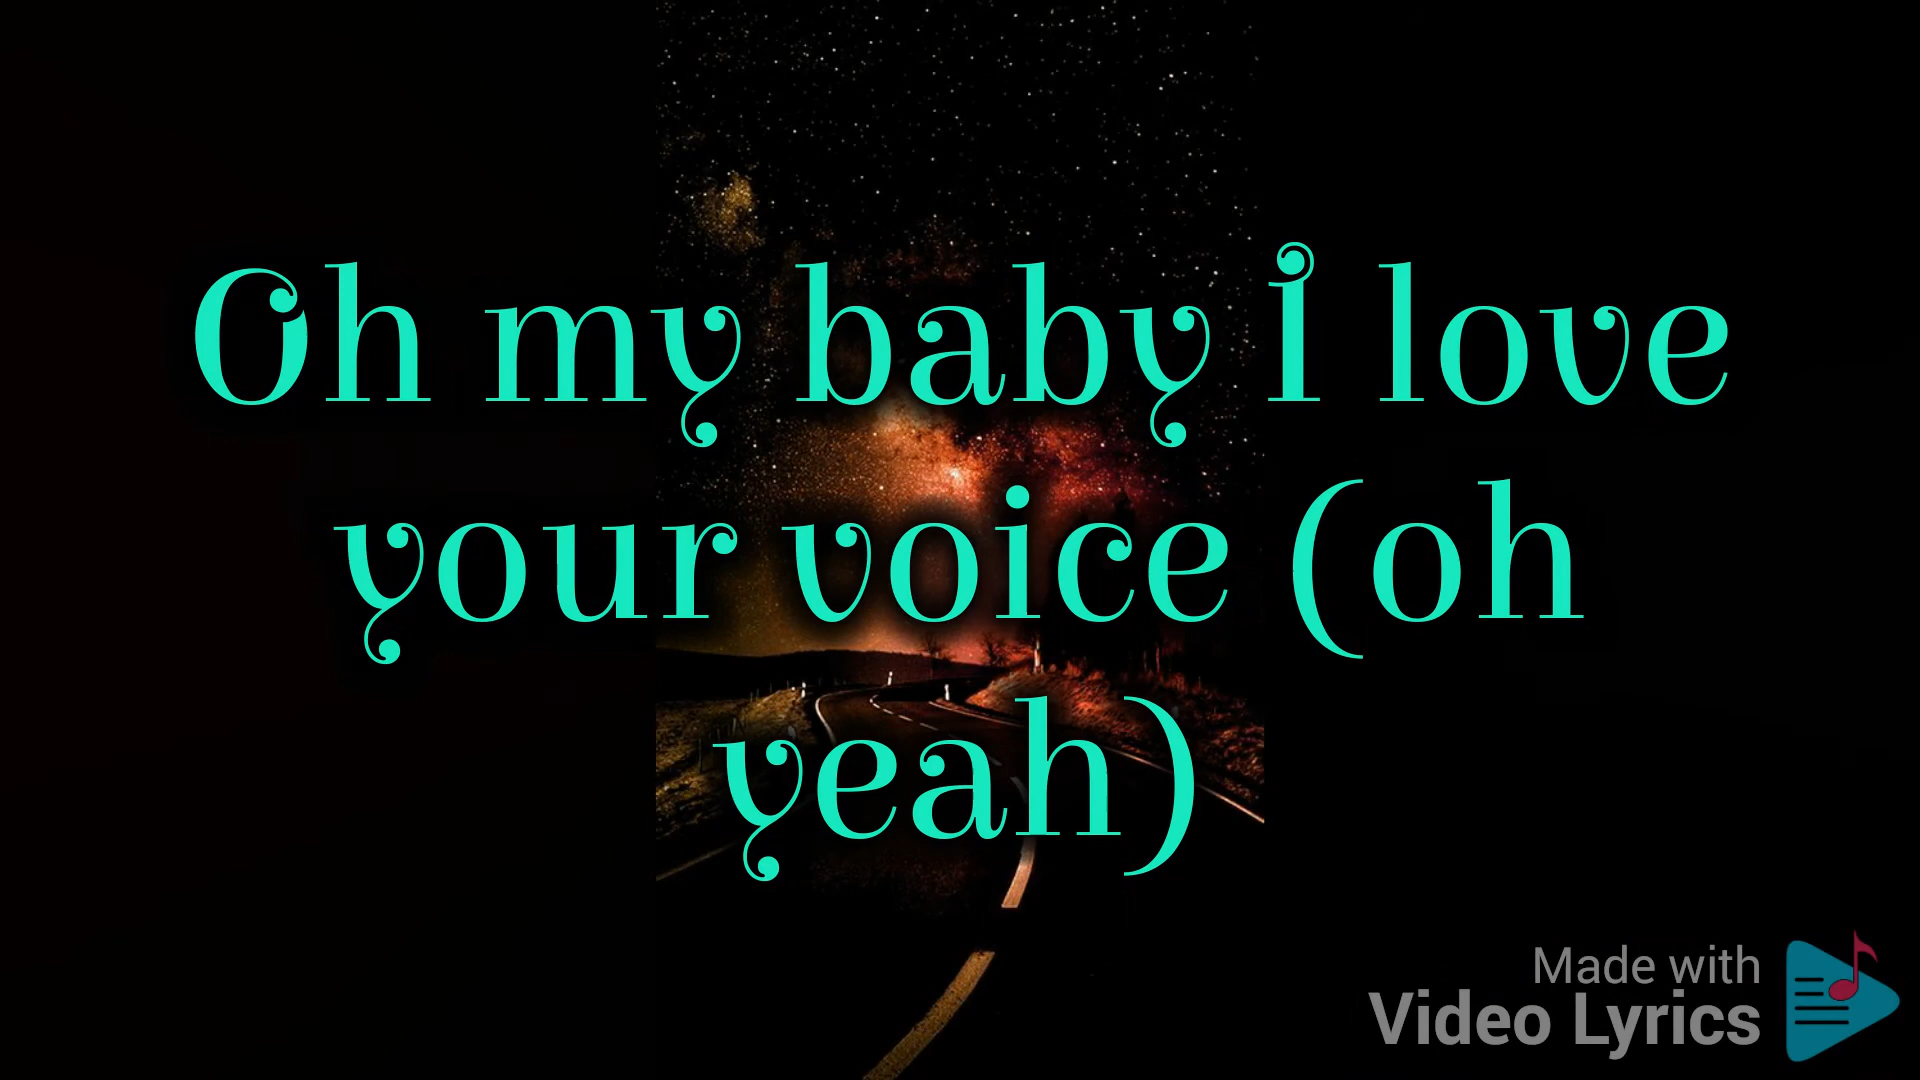 Oh my baby I love
your voice (oh
yeah)
Made with
Video Lyrics